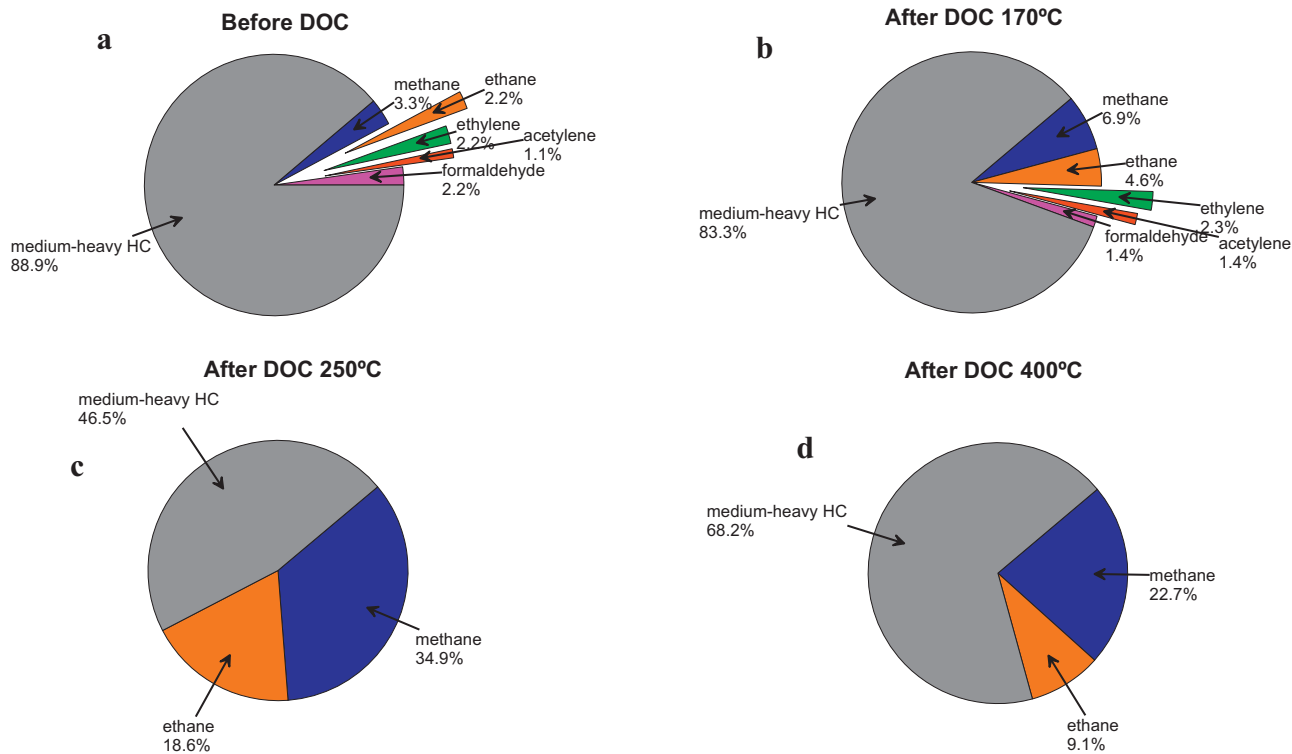 Before DOC
a
methane
3.3%
ethane
2.2%
ethylene
2.2%
acetylene
1.1%
formaldehyde
2.2%
medium-heavy HC
88.9%
After DOC 170ºC
b
methane
6.9%
ethane
4.6%
ethylene
2.3%
acetylene
1.4%
formaldehyde
1.4%
medium-heavy HC
83.3%
After DOC 250ºC
c
medium-heavy HC
46.5%
methane
34.9%
ethane
18.6%
After DOC 400ºC
d
medium-heavy HC
68.2%
methane
22.7%
ethane
9.1%